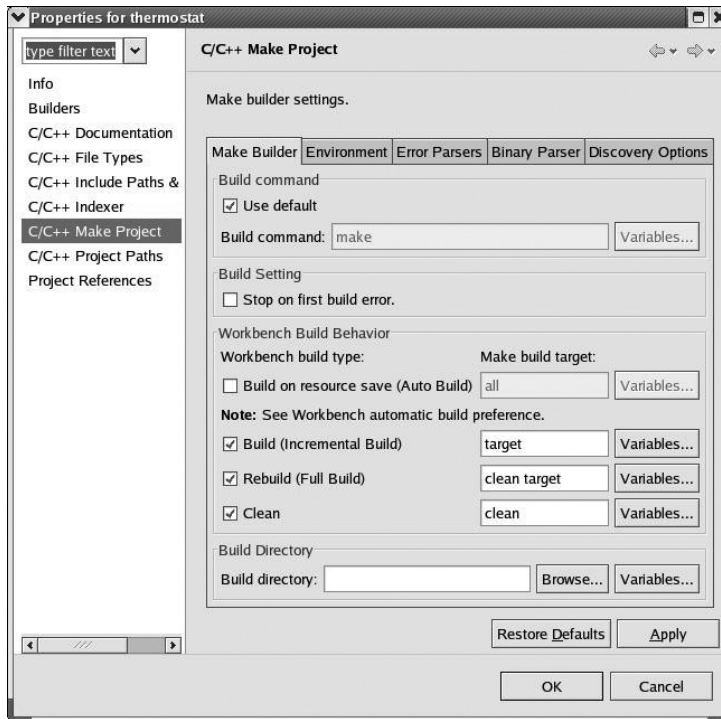 Properties for thermostat
type filter text
Info
Builders
C/C++ Documentation
C/C++ File Types
C/C++ Include Paths &
C/C++ Indexer
C/C++ Make Project
C/C++ Project Paths
Project References
C/C++ Make Project
Make builder settings.
Make Builder Environment Error Parsers Binary Parser Discovery Options
Build command
Use default
Build command: make Variables...
Build Setting
Stop on first build error.
Workbench Build Behavior
Workbench build type: Make build target:
Build on resource save (Auto Build) all Variables...
Note: See Workbench automatic build preference.
Build (Incremental Build) target Variables...
Rebuild (Full Build) clean target Variables...
Clean clean Variables...
Build Directory
Build directory: Browse... Variables...
Restore Defaults Apply
OK Cancel